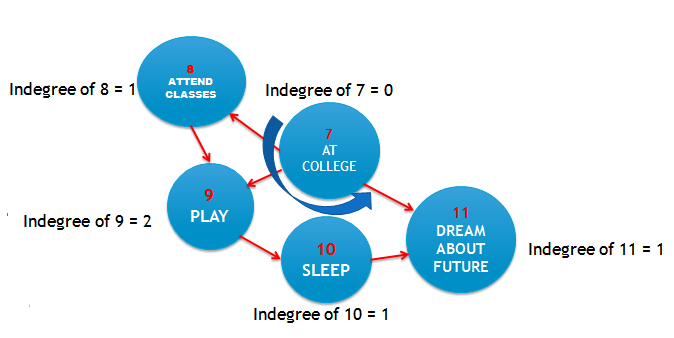 8
ATTEND
CLASSES
Indegree of 8 = 1
Indegree of 7 = 0
7
AT
COLLEGE
9
PLAY
Indegree of 9 = 2
10
SLEEP
Indegree of 10 = 1
11
DREAM
ABOUT
FUTURE
Indegree of 11 = 1